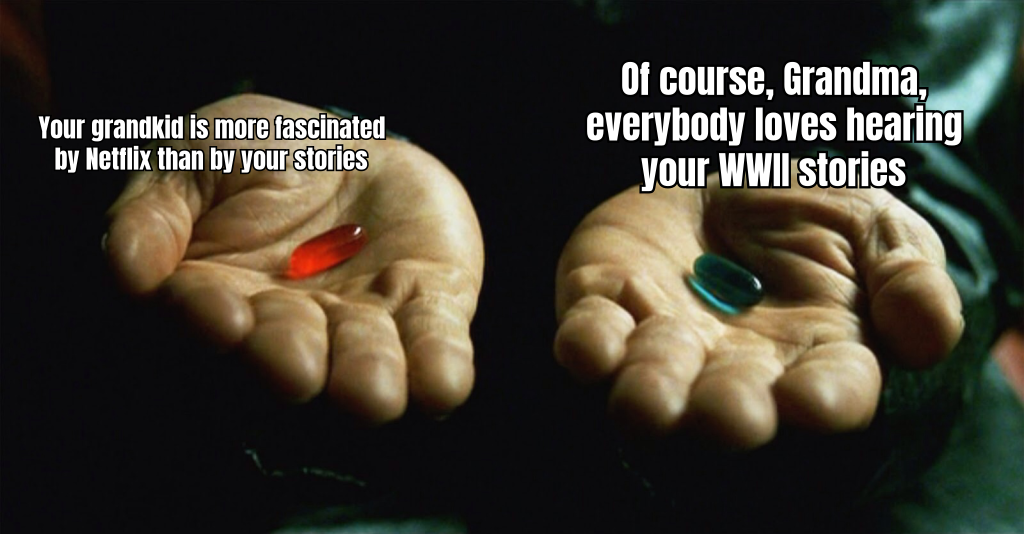 Your grandkid is more fascinated
by Netflix than by your stories
Of course, Grandma,
everybody loves hearing
your WWII stories